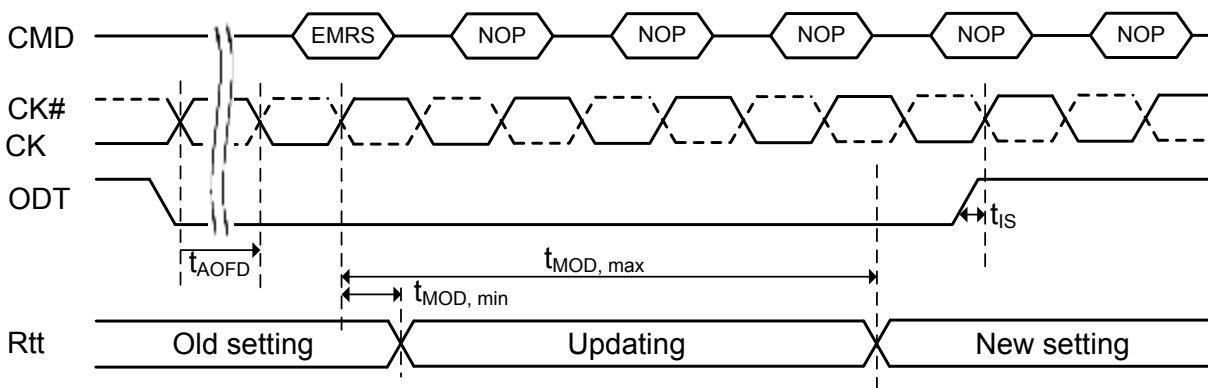 CMD EMRS NOP NOP NOP NOP NOP
CK#
CK
ODT
tIS
tAOFD
tMOD, max
tMOD, min
Rtt Old setting Updating New setting